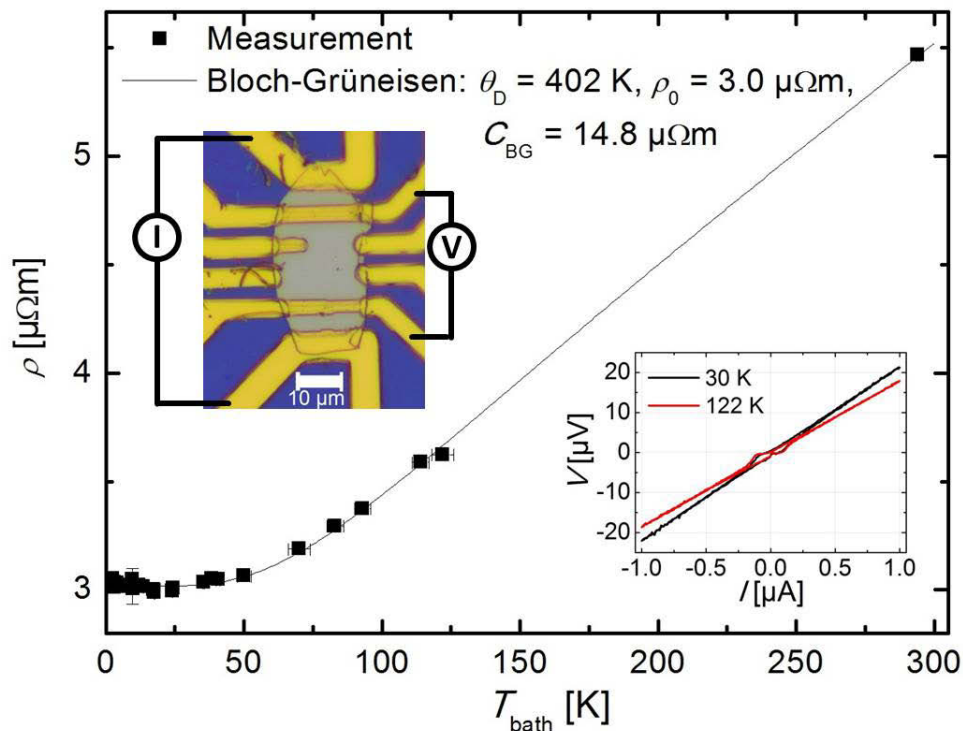 Measurement
Bloch-Grüneisen: θD = 402 K, ρ0 = 3.0 μΩm,
CBG = 14.8 μΩm
I
V
10 μm
ρ [μΩm]
5
4
3
30 K
122 K
V [μV]
20
10
0
-10
-20
-1.0 -0.5 0.0 0.5 1.0
I [μA]
0 50 100 150 200 250 300
Tbath [K]